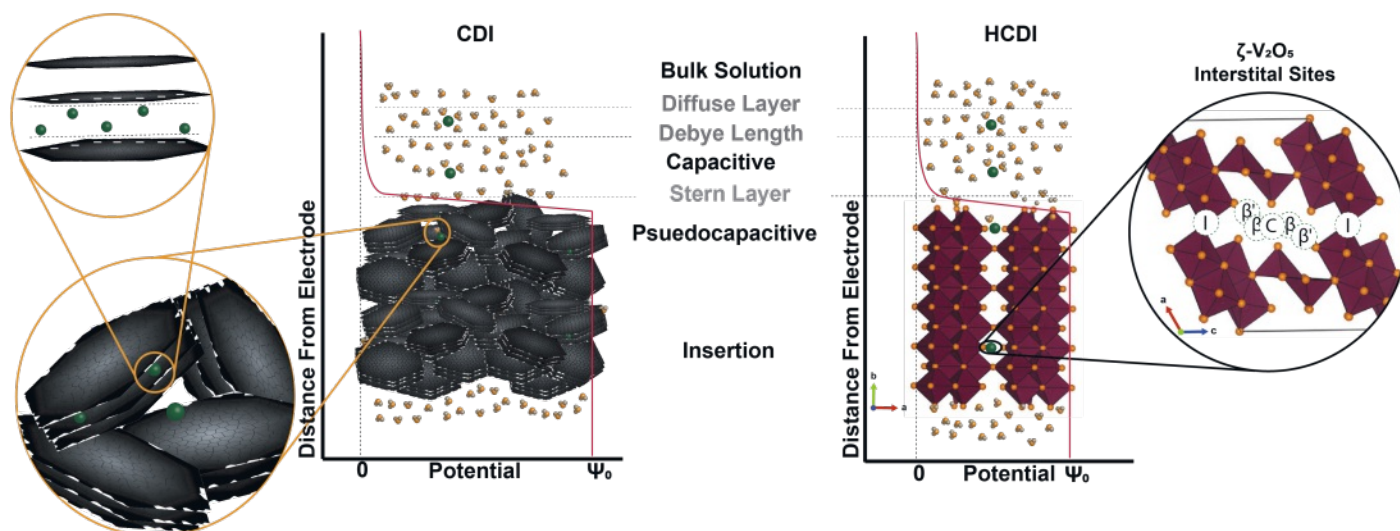 CDI
HCDI
ζ-V₂O₅
Interstital Sites
Bulk Solution
Diffuse Layer
Debye Length
Capacitive
Stern Layer
Psuedocapacitive
Insertion
Distance From Electrode
0
Potential
Ψ₀
Distance From Electrode
b
a
0
Potential
Ψ₀
I
β'
β
C
β
β'
I
a
c